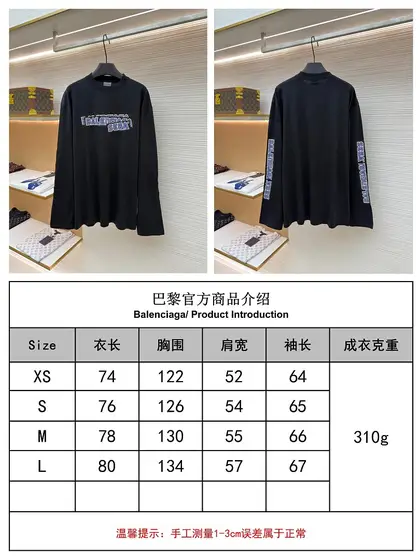 巴黎官方商品介绍
Balenciaga/ Product Introduction
Size 衣长 胸围 肩宽 袖长 成衣克重
XS 74 122 52 64
S 76 126 54 65
M 78 130 55 66
L 80 134 57 67
310g
温馨提示：手工测量1-3cm误差属于正常